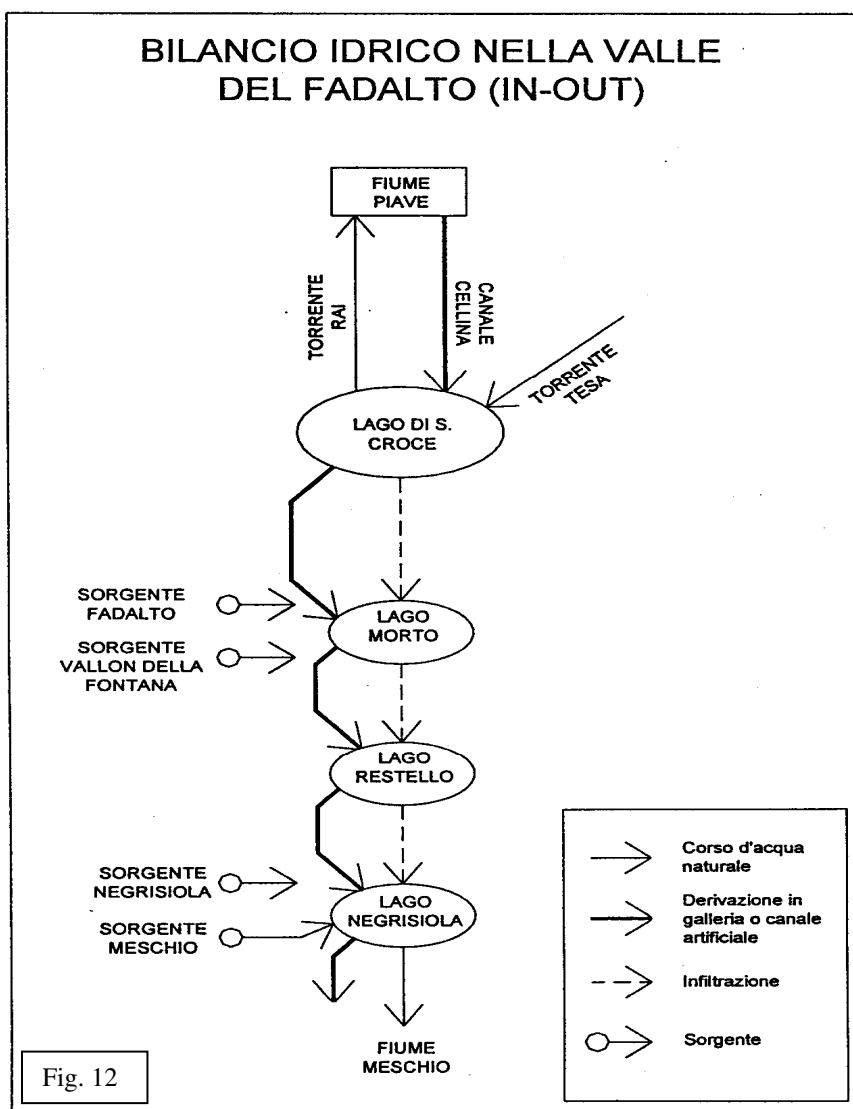 BILANCIO IDRICO NELLA VALLE
DEL FADALTO (IN-OUT)
FIUME
PIAVE
TORRENTE
RAI
CANALE
CELLINA
TORRENTE
TESA
LAGO DI S.
CROCE
SORGENTE
FADALTO
LAGO
MORTO
SORGENTE
VALLON DELLA
FONTANA
LAGO
RESTELLO
SORGENTE
NEGRISIOLA
LAGO
NEGRISIOLA
SORGENTE
MESCHIO
FIUME
MESCHIO
Corso d'acqua
naturale
Derivazione in
galleria o canale
artificiale
Infiltrazione
Sorgente
Fig. 12